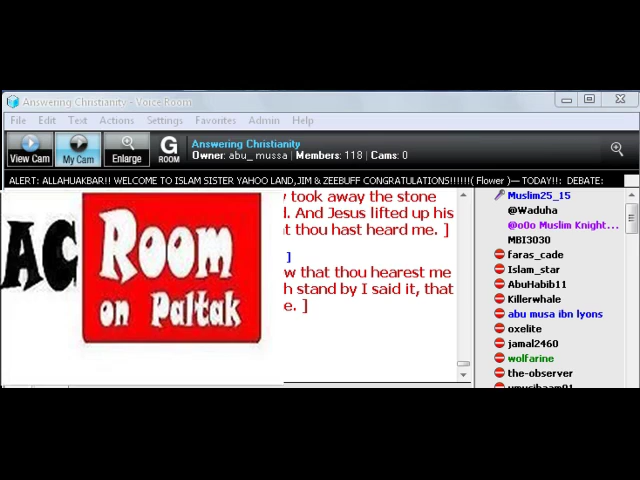 Answering Christianity - Voice Room
File Edit Text Actions Settings Favorites Admin Help
View Cam My Cam Enlarge G ROOM
Answering Christianity
Owner: abu_mussa | Members: 118 | Cams: 0
ALERT: ALLAHUAKBAR!! WELCOME TO ISLAM SISTER YAHOO LAND,JIM & ZEEBUFF CONGRATULATIONS!!!!!!( Flower )--- TODAY!!: DEBATE:
took away the stone
. And Jesus lifted up his
t thou hast heard me. ]
]
w that thou hearest me
h stand by I said it, that
e. ]
AC
Room
on Paltak
Muslim25_15
@Waduha
@o0o Muslim Knight...
MBI3030
faras_cade
Islam_star
AbuHabib11
Killerwhale
abu musa ibn lyons
oxelite
jamal2460
wolfarine
the-observer